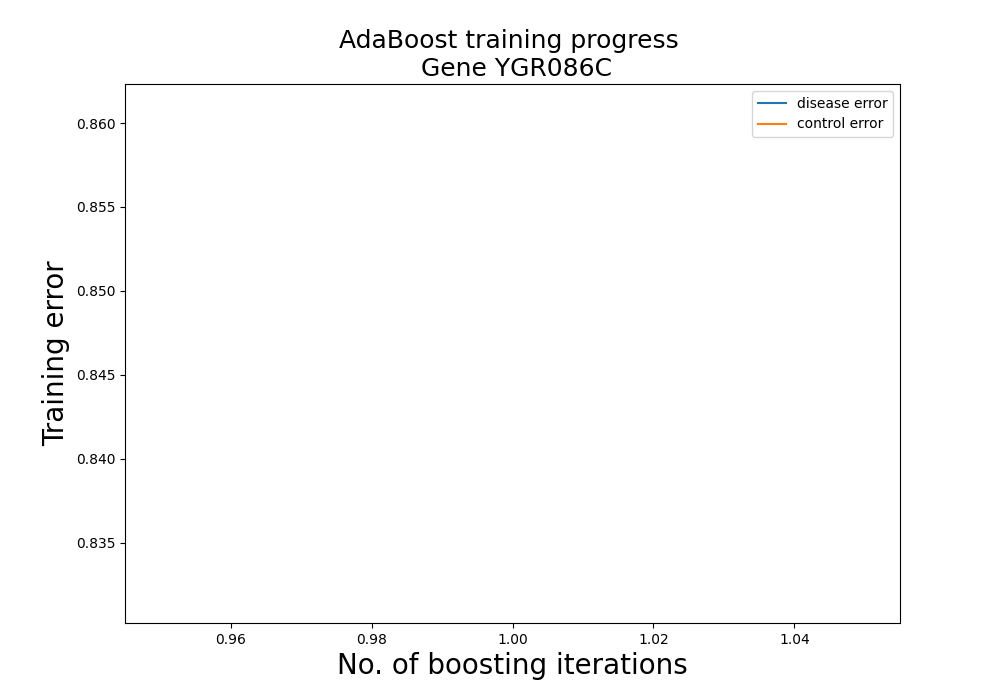 AdaBoost training progress
Gene YGR086C
disease error
control error
0.860
0.855
0.850
0.845
0.840
0.835
Training error
0.96 0.98 1.00 1.02 1.04
No. of boosting iterations